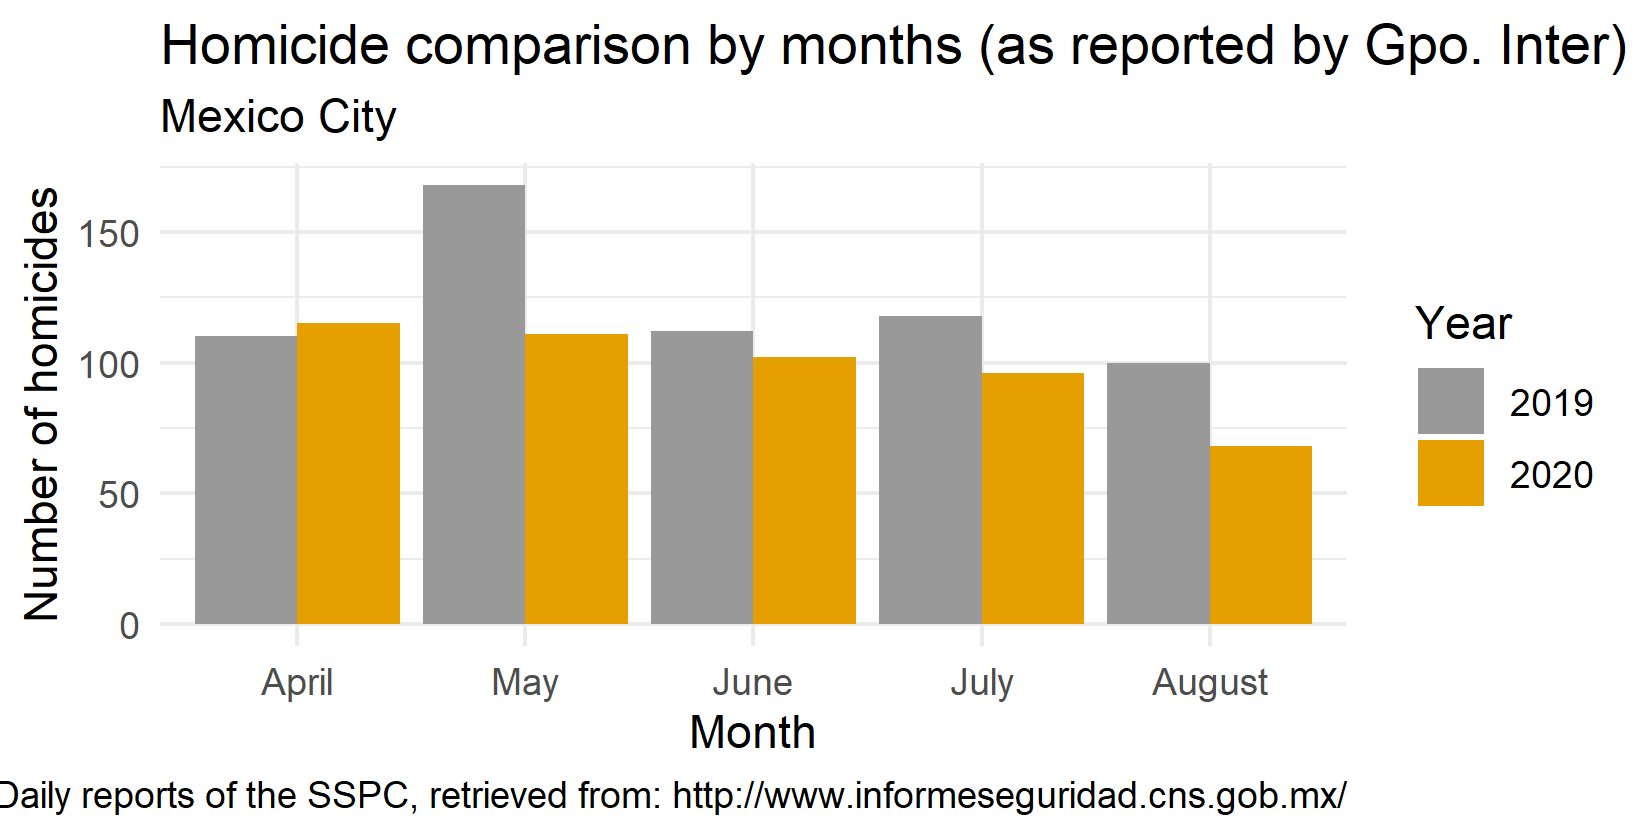 Homicide comparison by months (as reported by Gpo. Inter)
Mexico City
Number of homicides
150
100
50
0
April May June July August
Month
Year
2019
2020
Daily reports of the SSPC, retrieved from: http://www.informeseguridad.cns.gob.mx/